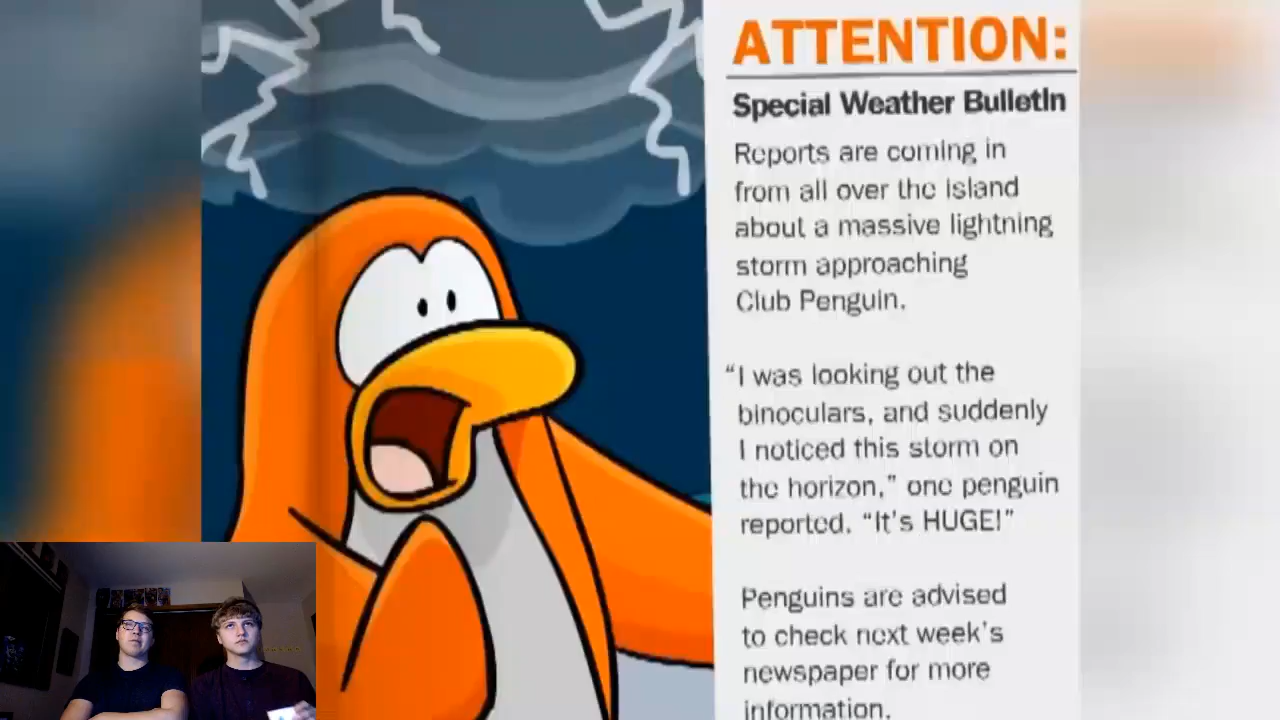 ATTENTION:
Special Weather Bulletin
Reports are coming in
from all over the island
about a massive lightning
storm approaching
Club Penguin.
“I was looking out the
binoculars, and suddenly
I noticed this storm on
the horizon,” one penguin
reported. “It's HUGE!”
Penguins are advised
to check next week's
newspaper for more
information.